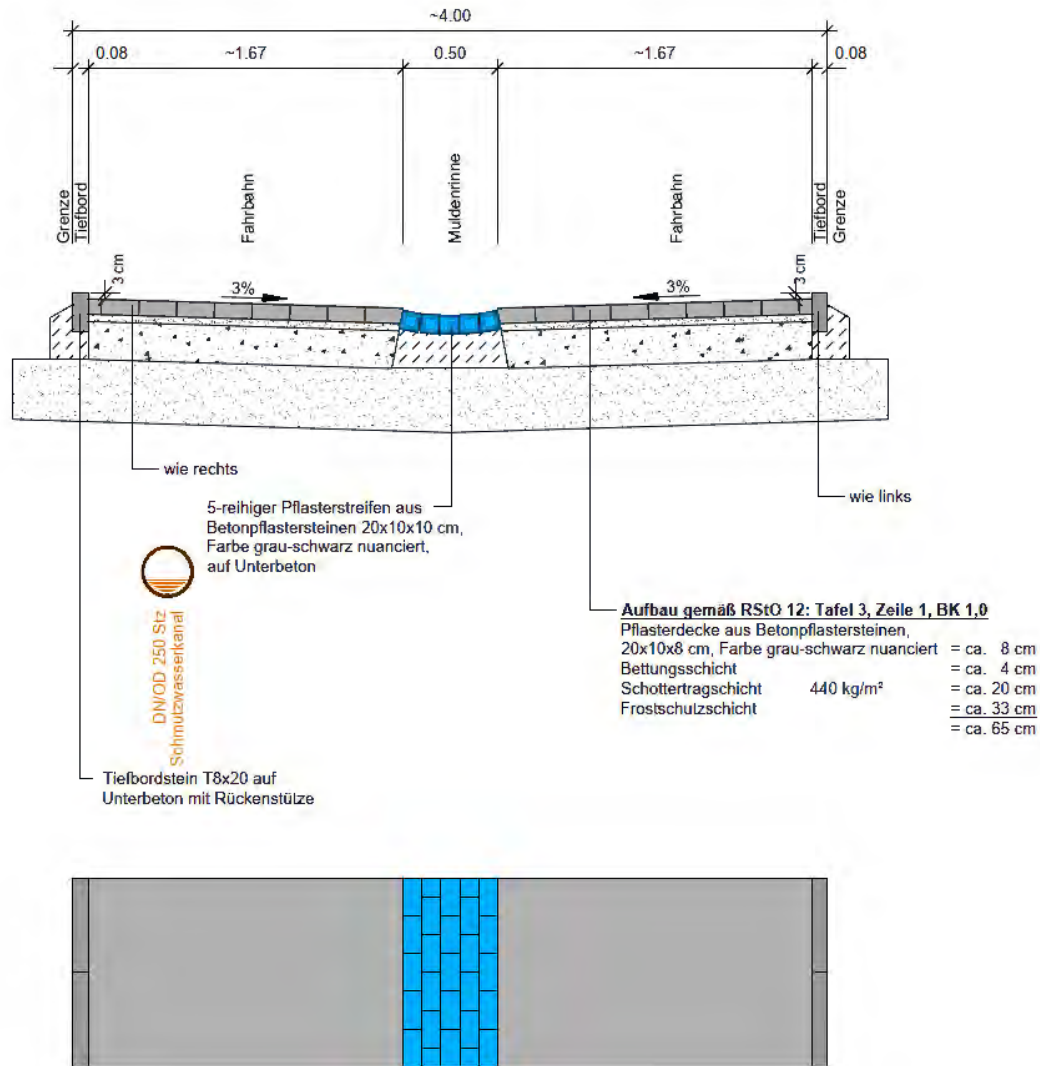 ~4.00
0.08 ~1.67 0.50 ~1.67 0.08
Grenze
Tiefbord
Fahrbahn
Muldenrinne
Fahrbahn
Tiefbord
Grenze
3 cm
3%
3%
3 cm
wie rechts
wie links
5-reihiger Pflasterstreifen aus
Betonpflastersteinen 20x10x10 cm,
Farbe grau-schwarz nuanciert,
auf Unterbeton
DN/OD 250 Stz
Schmutzwasserkanal
Aufbau gemäß RStO 12: Tafel 3, Zeile 1, BK 1,0
Pflasterdecke aus Betonpflastersteinen,
20x10x8 cm, Farbe grau-schwarz nuanciert = ca. 8 cm
Bettungsschicht = ca. 4 cm
Schottertragschicht 440 kg/m² = ca. 20 cm
Frostschutzschicht = ca. 33 cm
= ca. 65 cm
Tiefbordstein T8x20 auf
Unterbeton mit Rückenstütze